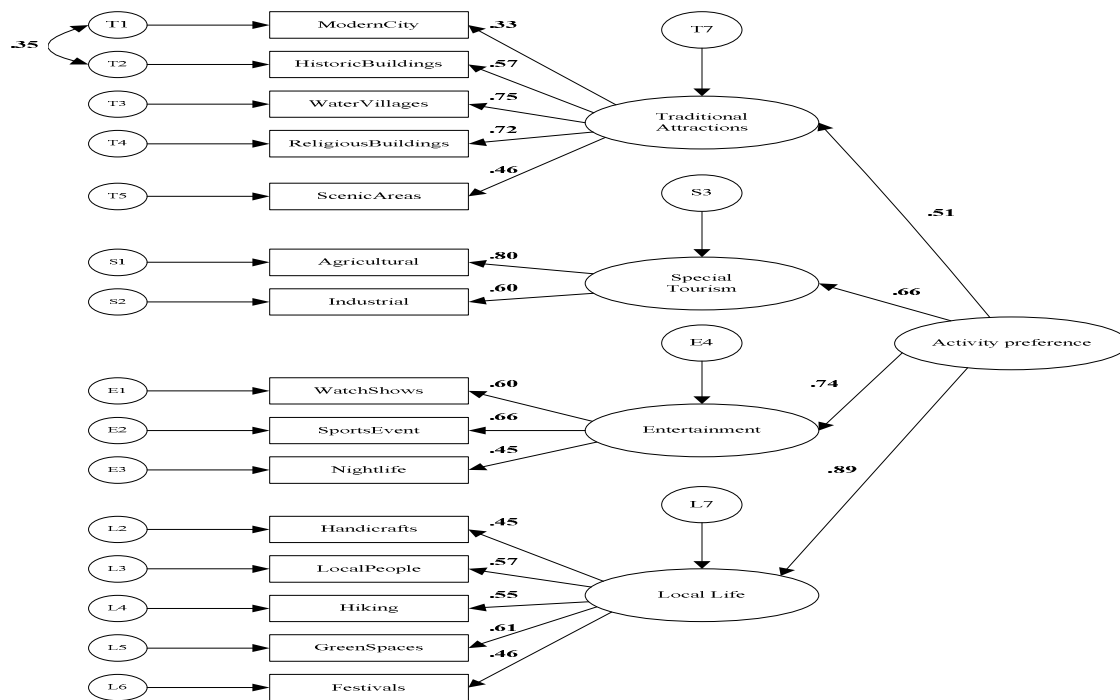 T1
ModernCity
.33
T7
.35
T2
HistoricBuildings
.57
T3
WaterVillages
.75
Traditional
Attractions
T4
ReligiousBuildings
.72
T5
ScenicAreas
.46
S3
.51
S1
Agricultural
.80
Special
Tourism
S2
Industrial
.60
.66
E4
Activity preference
E1
WatchShows
.60
.74
E2
SportsEvent
.66
Entertainment
E3
Nightlife
.45
.89
L7
L2
Handicrafts
.45
L3
LocalPeople
.57
Local Life
L4
Hiking
.55
L5
GreenSpaces
.61
L6
Festivals
.46